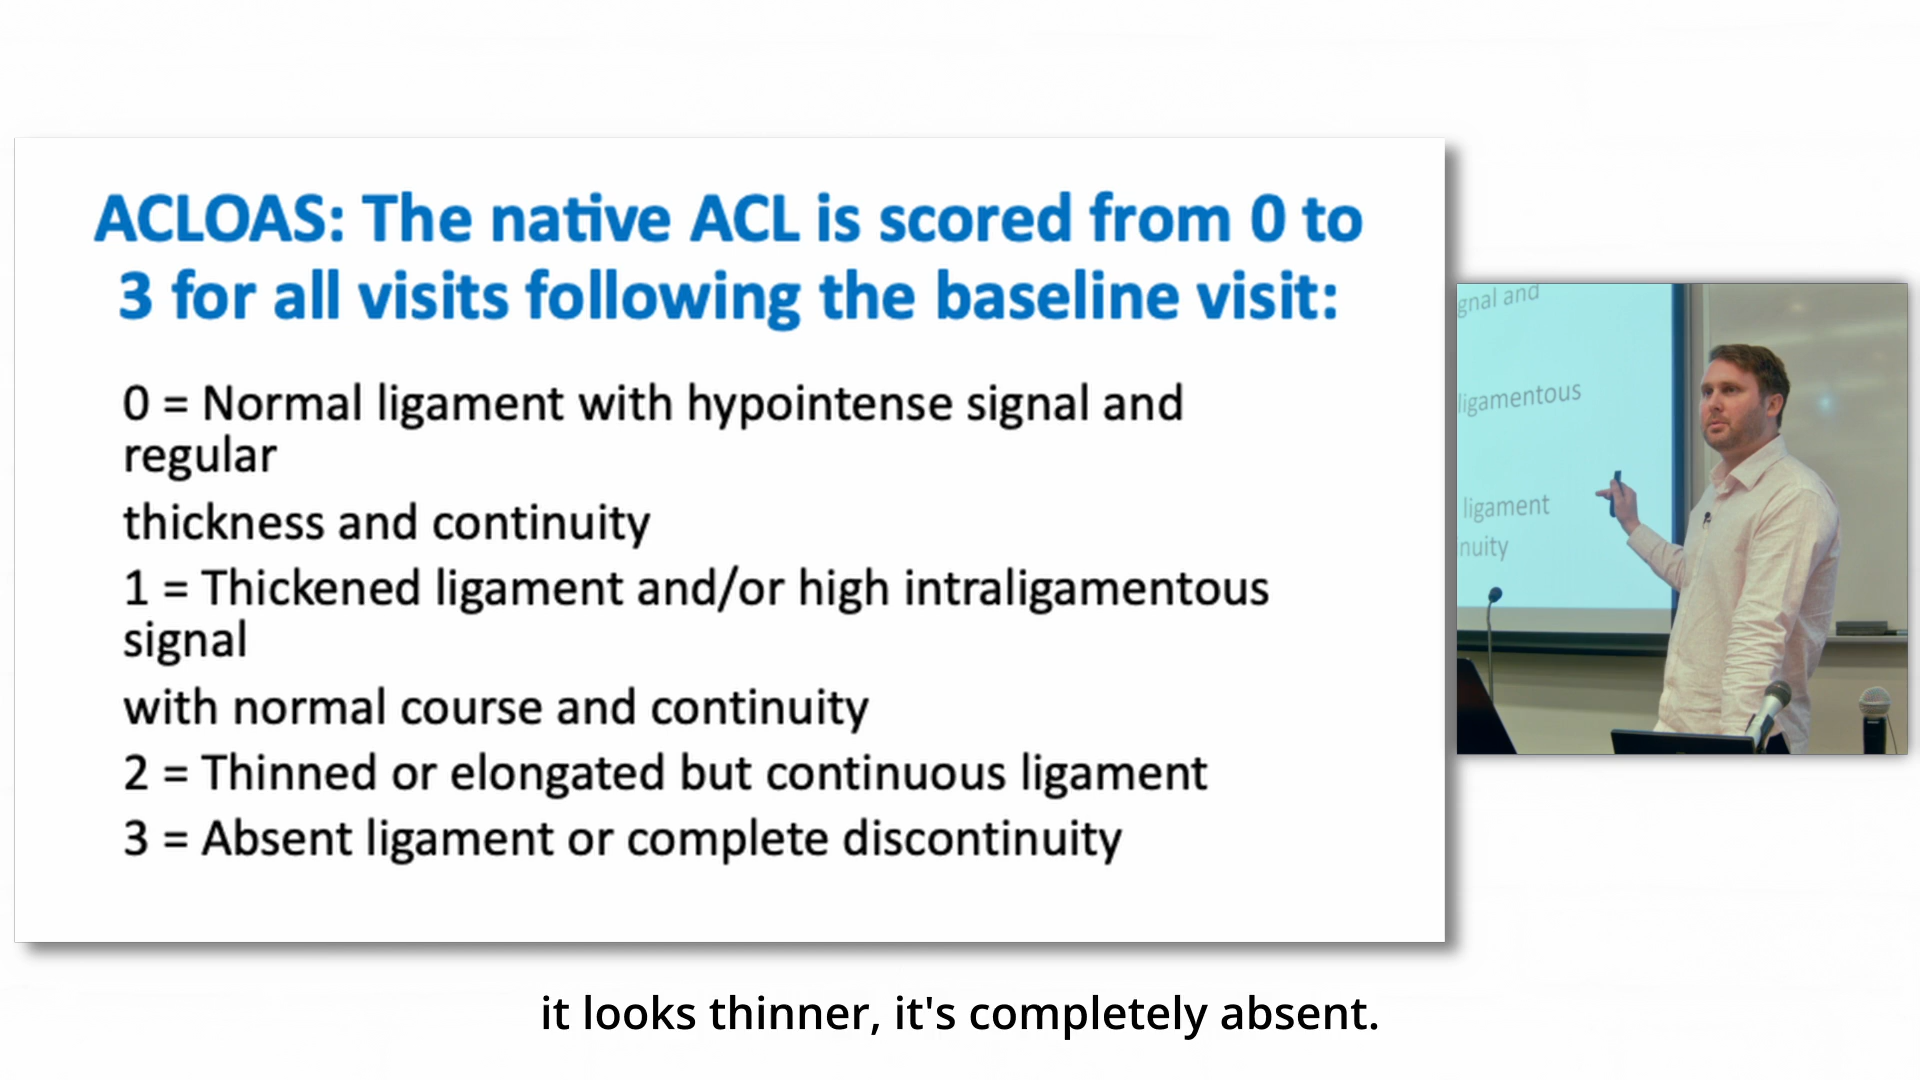 ACLOAS: The native ACL is scored from 0 to
3 for all visits following the baseline visit:
0 = Normal ligament with hypointense signal and
regular
thickness and continuity
1 = Thickened ligament and/or high intraligamentous
signal
with normal course and continuity
2 = Thinned or elongated but continuous ligament
3 = Absent ligament or complete discontinuity
gnal and
ligamentous
ligament
nuity
it looks thinner, it's completely absent.